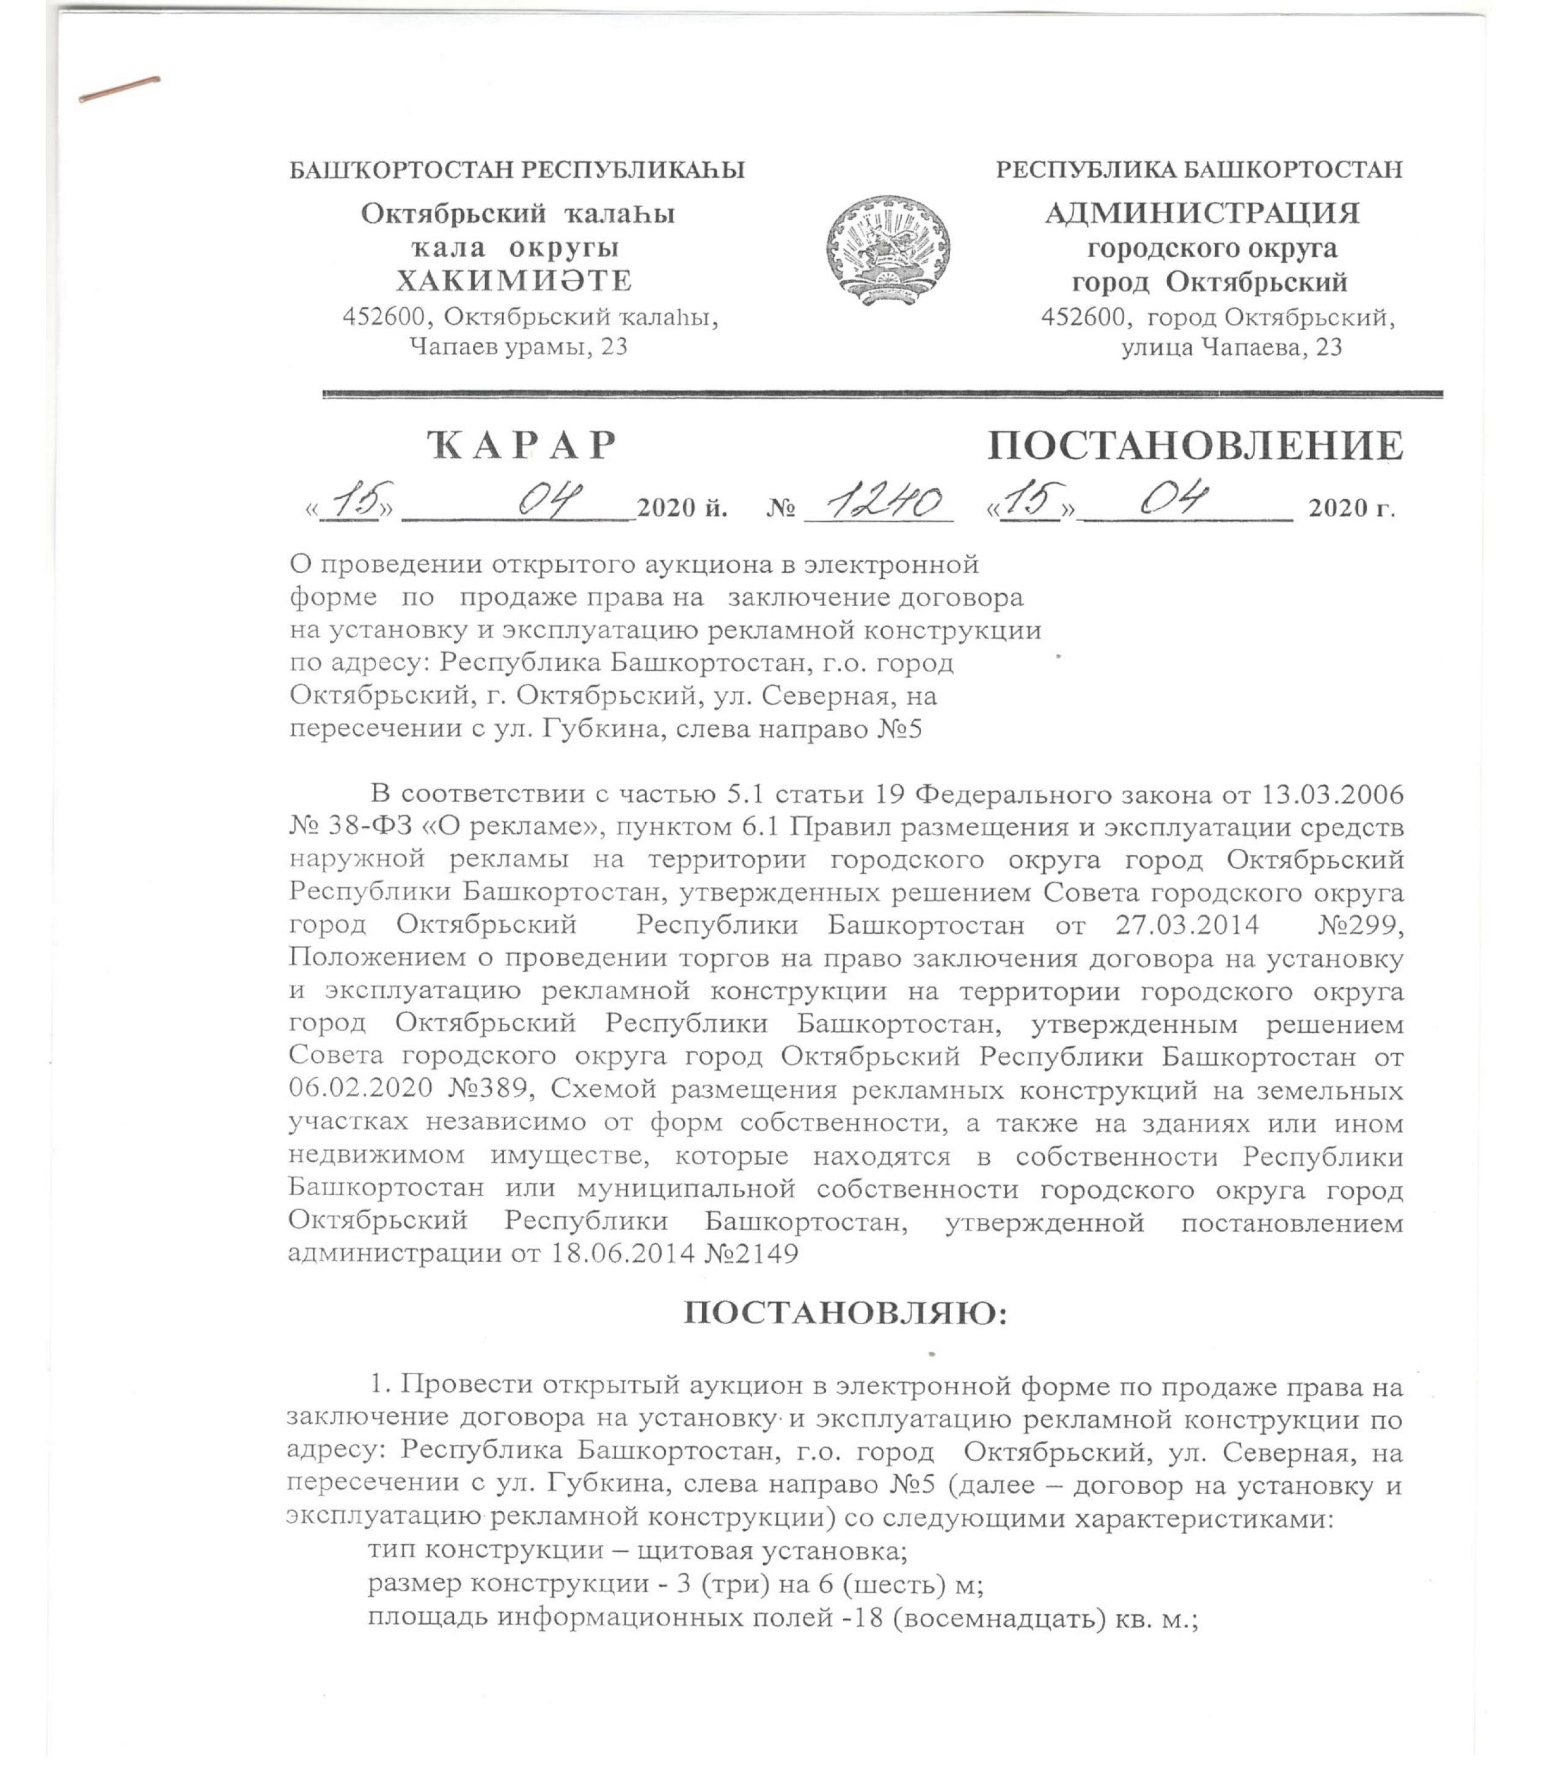 БАШҠОРТОСТАН РЕСПУБЛИКАҺЫ
Октябрьский ҡалаҺы
ҡала округы
ХАКИМИӘТЕ
452600, Октябрьский ҡалаһы,
Чапаев урамы, 23
РЕСПУБЛИКА БАШКОРТОСТАН
АДМИНИСТРАЦИЯ
городского округа
город Октябрьский
452600, город Октябрьский,
улица Чапаева, 23
ҠАРАР
ПОСТАНОВЛЕНИЕ
«15» 04 2020 й. № 1240 «15» 04 2020 г.
О проведении открытого аукциона в электронной
форме по продаже права на заключение договора
на установку и эксплуатацию рекламной конструкции
по адресу: Республика Башкортостан, г.о. город
Октябрьский, г. Октябрьский, ул. Северная, на
пересечении с ул. Губкина, слева направо №5
В соответствии с частью 5.1 статьи 19 Федерального закона от 13.03.2006
№ 38-ФЗ «О рекламе», пунктом 6.1 Правил размещения и эксплуатации средств
наружной рекламы на территории городского округа город Октябрьский
Республики Башкортостан, утвержденных решением Совета городского округа
город Октябрьский Республики Башкортостан от 27.03.2014 №299,
Положением о проведении торгов на право заключения договора на установку
и эксплуатацию рекламной конструкции на территории городского округа
город Октябрьский Республики Башкортостан, утвержденным решением
Совета городского округа город Октябрьский Республики Башкортостан от
06.02.2020 №389, Схемой размещения рекламных конструкций на земельных
участках независимо от форм собственности, а также на зданиях или ином
недвижимом имуществе, которые находятся в собственности Республики
Башкортостан или муниципальной собственности городского округа город
Октябрьский Республики Башкортостан, утвержденной постановлением
администрации от 18.06.2014 №2149
ПОСТАНОВЛЯЮ:
1. Провести открытый аукцион в электронной форме по продаже права на
заключение договора на установку и эксплуатацию рекламной конструкции по
адресу: Республика Башкортостан, г.о. город Октябрьский, ул. Северная, на
пересечении с ул. Губкина, слева направо №5 (далее – договор на установку и
эксплуатацию рекламной конструкции) со следующими характеристиками:
тип конструкции – щитовая установка;
размер конструкции - 3 (три) на 6 (шесть) м;
площадь информационных полей -18 (восемнадцать) кв. м.;